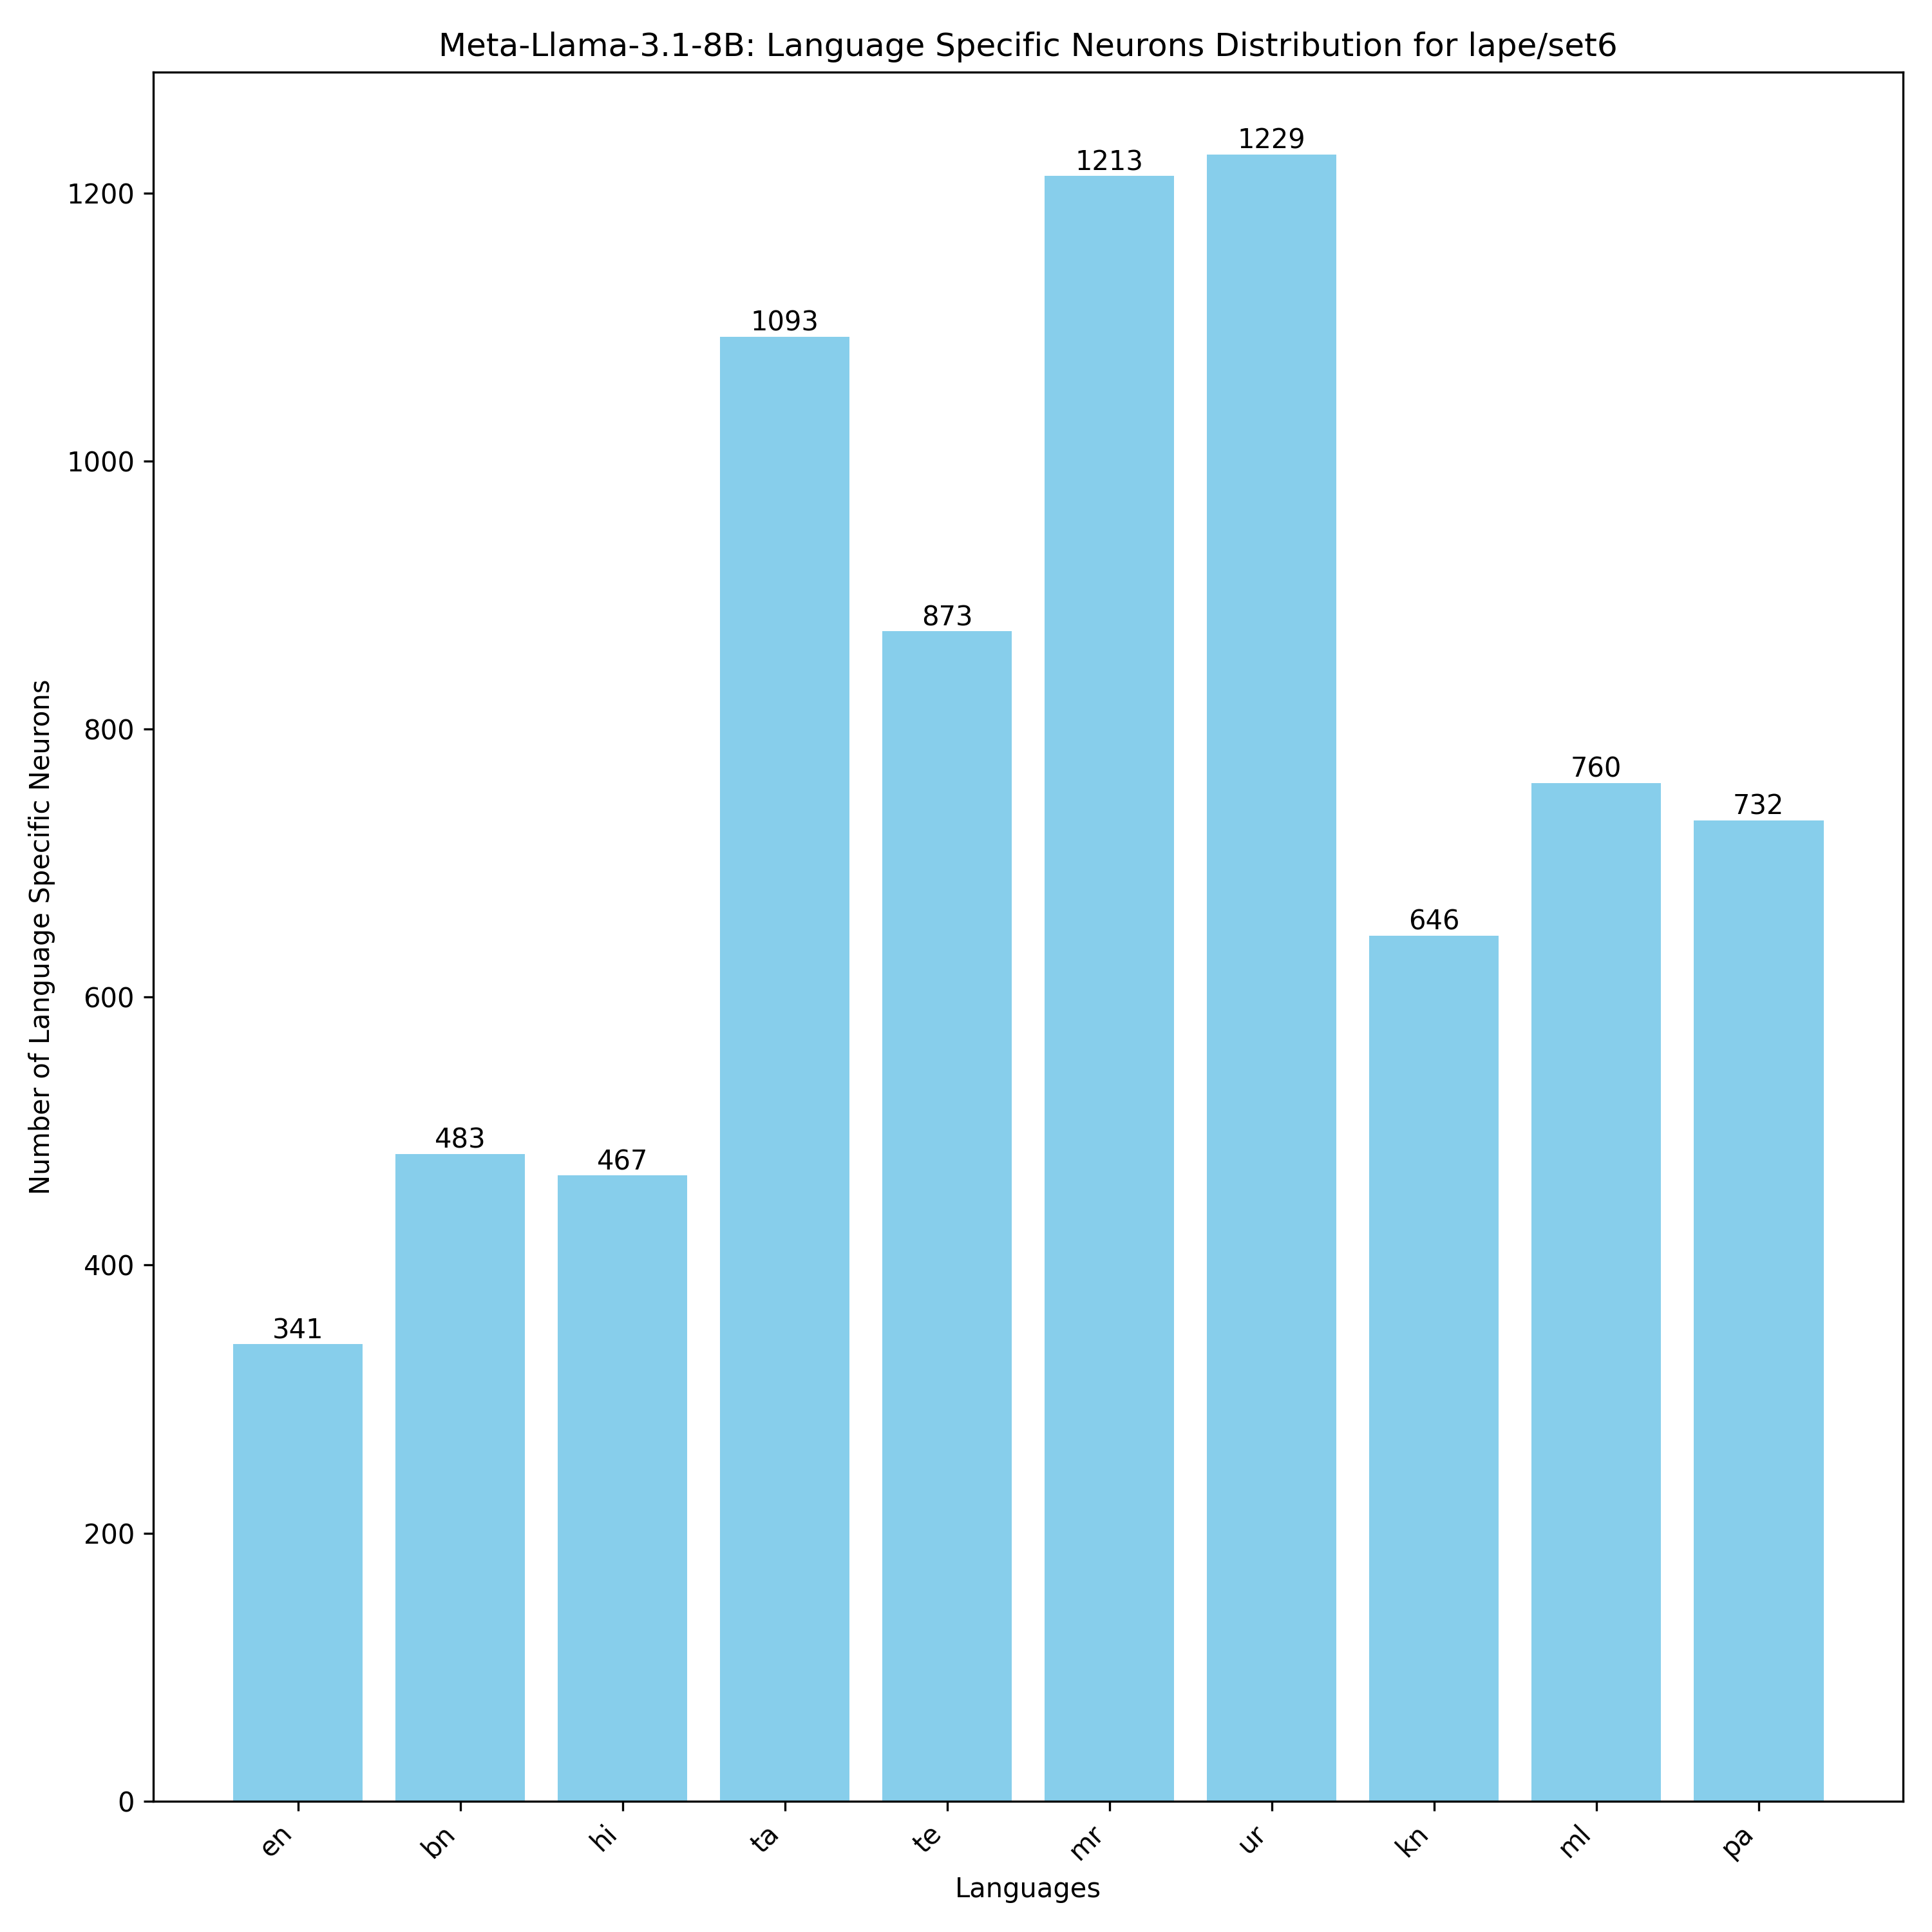 Meta-Llama-3.1-8B: Language Specific Neurons Distribution for lape/set6
Number of Language Specific Neurons
1200
1000
800
600
400
200
0
341
483
467
1093
873
1213
1229
646
760
732
en
bn
hi
ta
te
mr
ur
kn
ml
pa
Languages